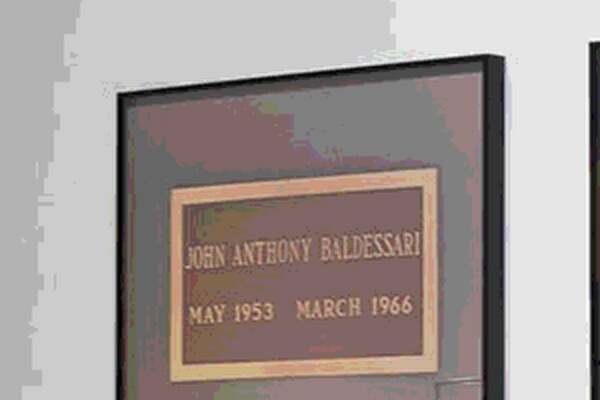 JOHN ANTHONY BALDESSARI
MAY 1953 MARCH 1966